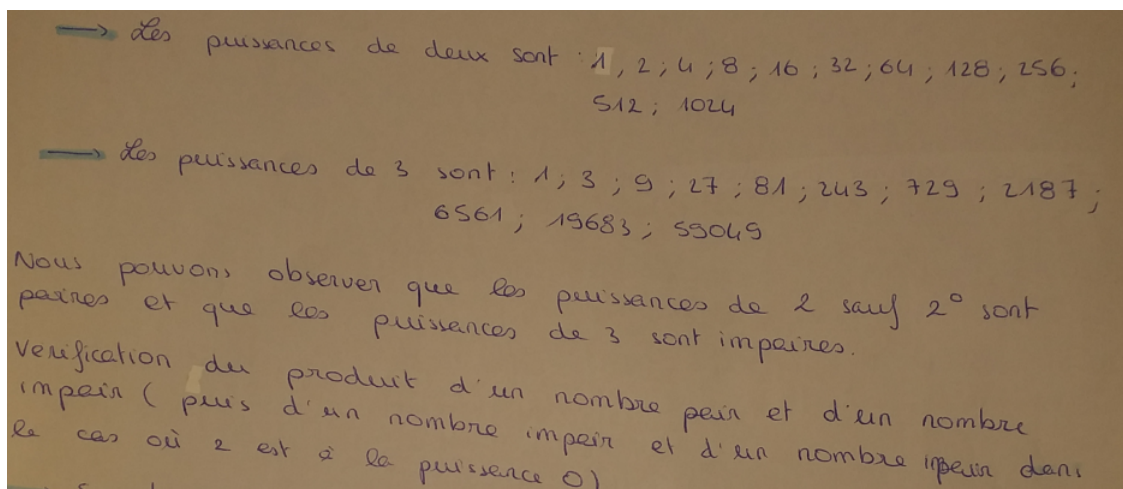 → Les puissances de deux sont : 1, 2 ; 4 ; 8 ; 16 ; 32 ; 64 ; 128 ; 256 ;
512 ; 1024
→ Les puissances de 3 sont : 1 ; 3 ; 9 ; 27 ; 81 ; 243 ; 729 ; 2187 ;
6561 ; 19683 ; 59049
Nous pouvons observer que les puissances de 2 sauf 2° sont
paires et que les puissances de 3 sont impaires.
Verification du produit d'un nombre pair et d'un nombre
impair ( puis d'un nombre impair et d'un nombre impair dans
le cas où 2 est à la puissance 0)